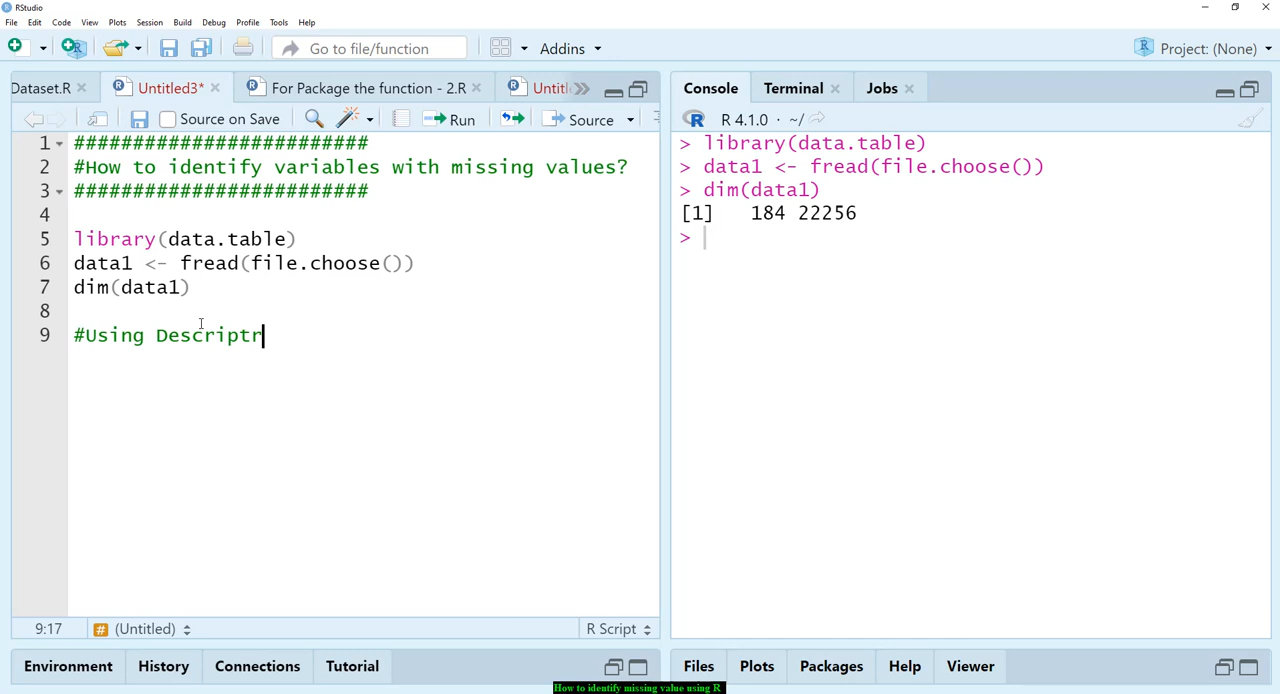 RStudio
File Edit Code View Plots Session Build Debug Profile Tools Help
Go to file/function Addins Project: (None)
Dataset.R Untitled3* For Package the function - 2.R Untitl
Source on Save Run Source
1 ########################
2 #How to identify variables with missing values?
3 ########################
4
5 library(data.table)
6 data1 <- fread(file.choose())
7 dim(data1)
8
9 #Using Descriptr
9:17 # (Untitled) R Script
Environment History Connections Tutorial
Console Terminal Jobs
R 4.1.0 · ~/
> library(data.table)
> data1 <- fread(file.choose())
> dim(data1)
[1] 184 22256
>
Files Plots Packages Help Viewer
How to identify missing value using R